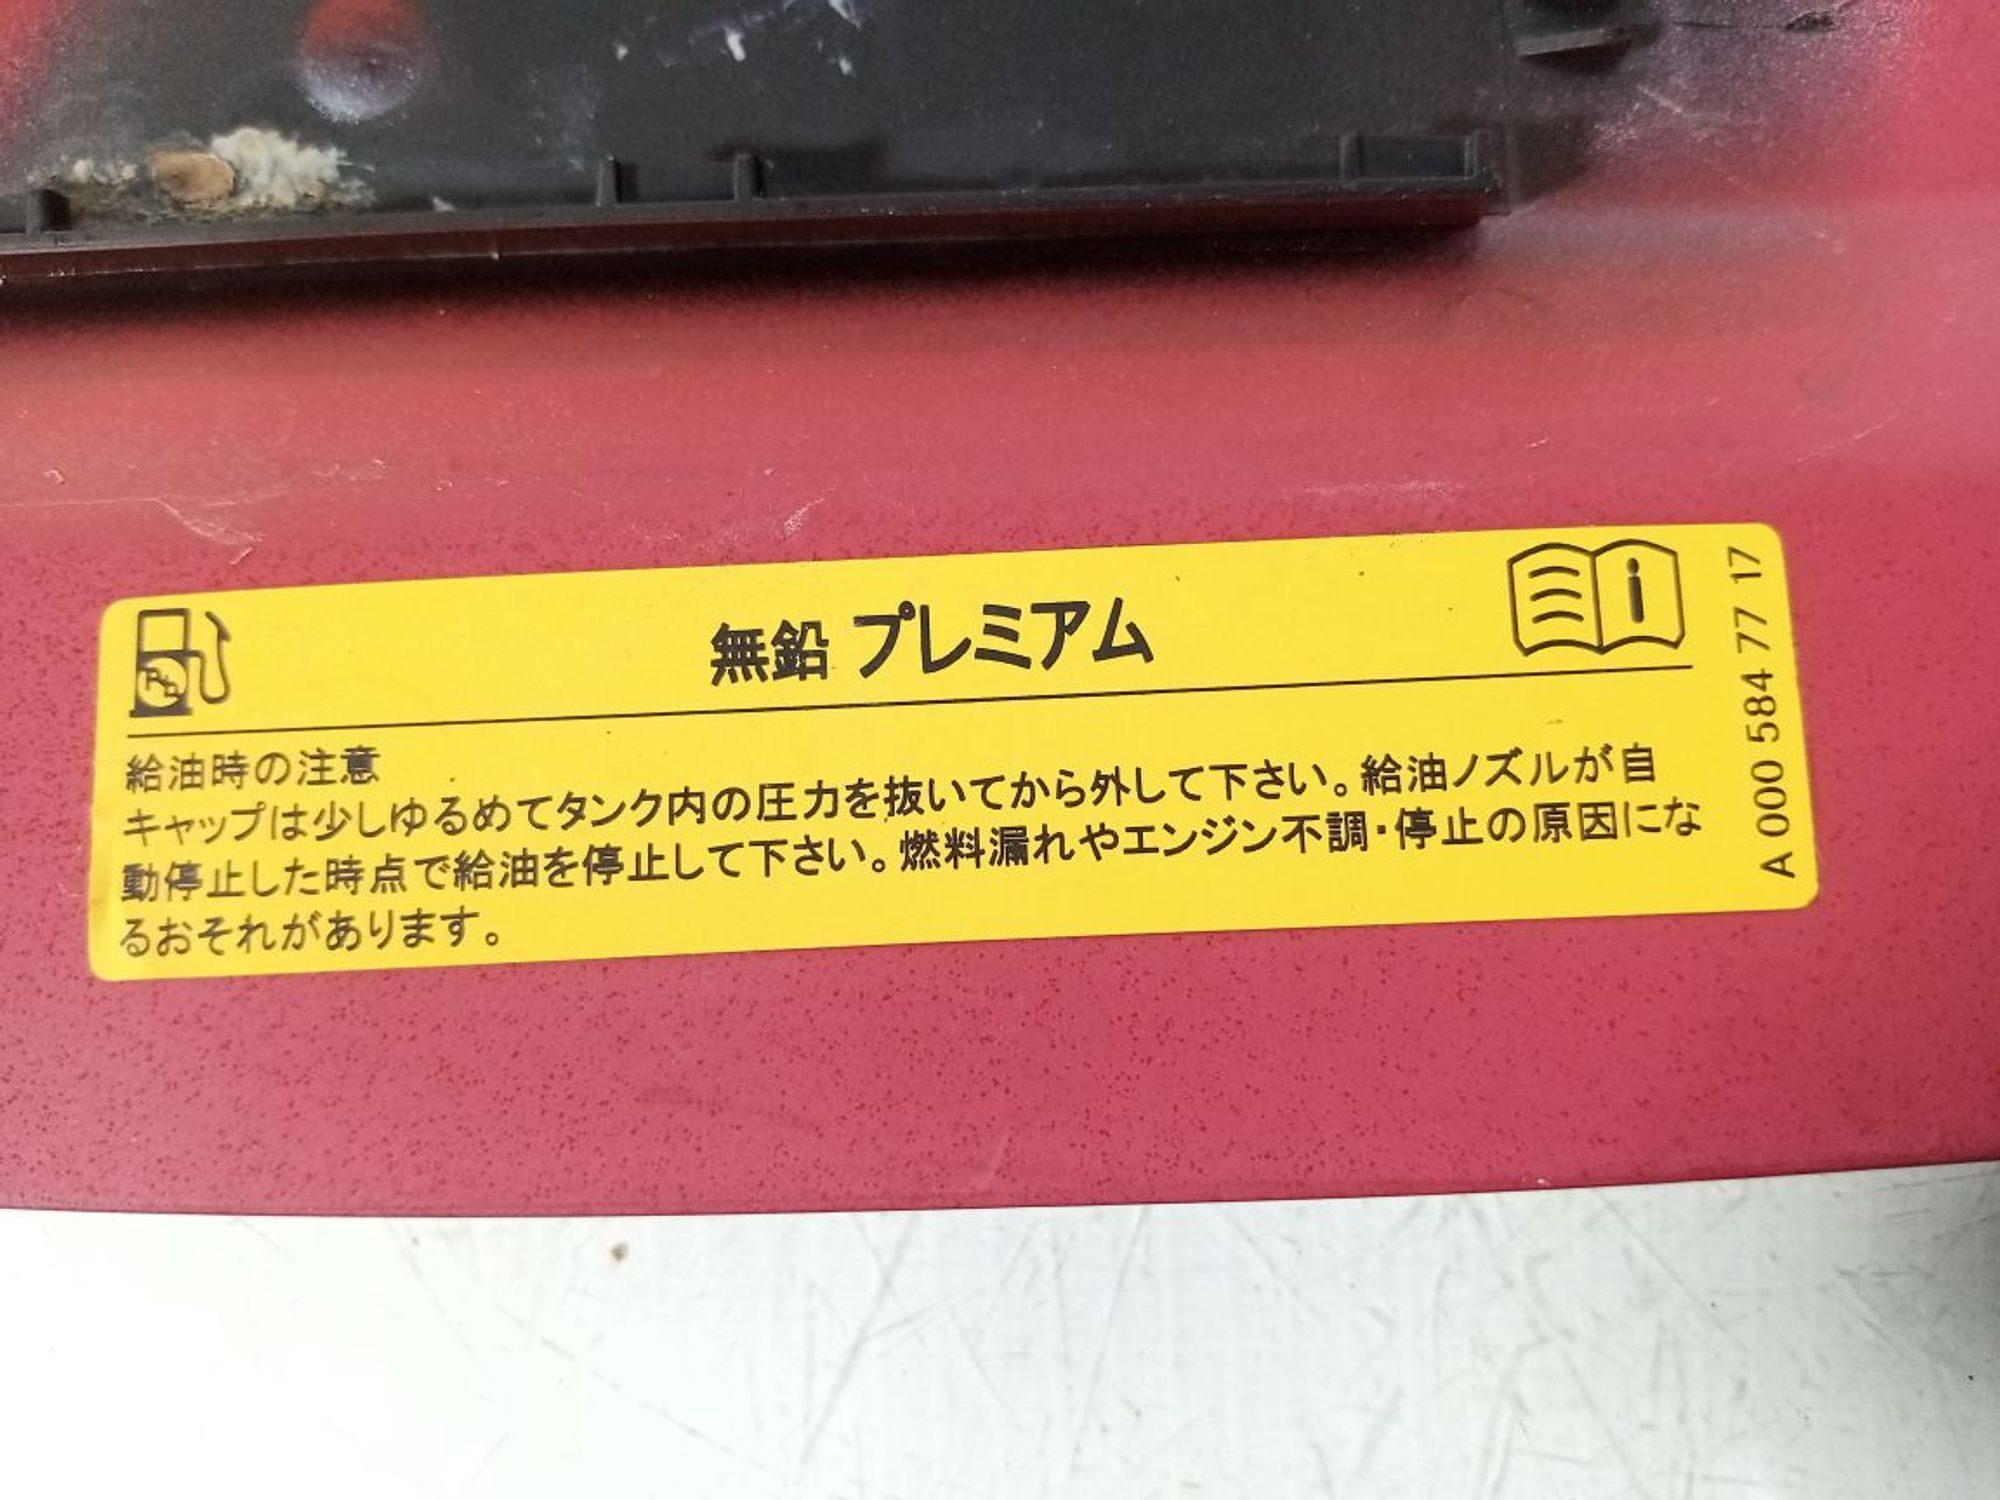 無鉛 プレミアム
i
Pb
給油時の注意
キャップは少しゆるめてタンク内の圧力を抜いてから外して下さい。給油ノズルが自
動停止した時点で給油を停止して下さい。燃料漏れやエンジン不調・停止の原因にな
るおそれがあります。
A 000 584 77 17